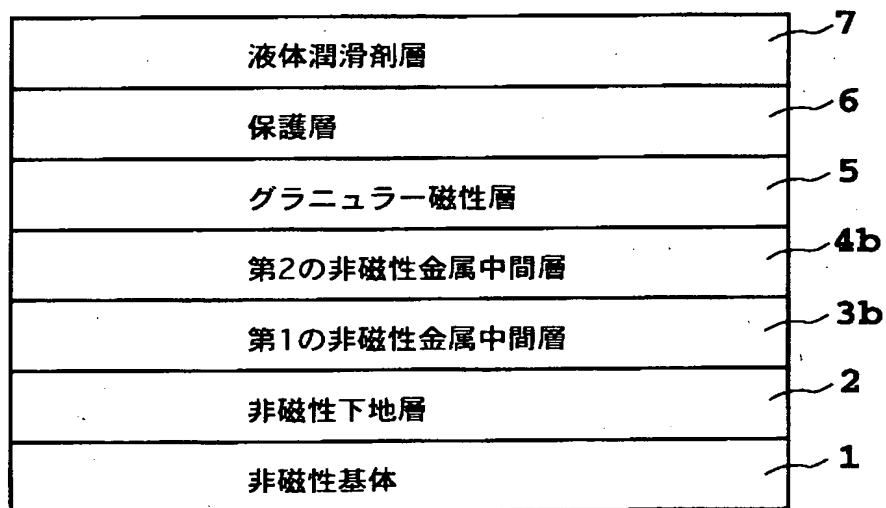 液体潤滑剤層 7
保護層 6
グラニュラー磁性層 5
第2の非磁性金属中間層 4b
第1の非磁性金属中間層 3b
非磁性下地層 2
非磁性基体 1